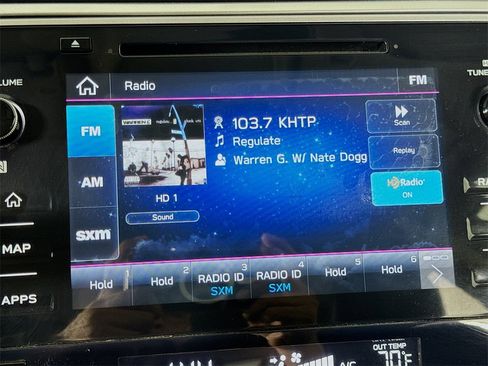 VOLUME
TUNE
Radio
FM
FM
AM
sxm
WARREN G
103.7 KHTP
Regulate
Warren G. W/ Nate Dogg
HD 1
Sound
Scan
Replay
HD Radio
ON
1 Hold
2 Hold
3 RADIO ID SXM
4 RADIO ID SXM
5 Hold
6 Hold
MAP
APPS
A/C
OUT TEMP
70°F